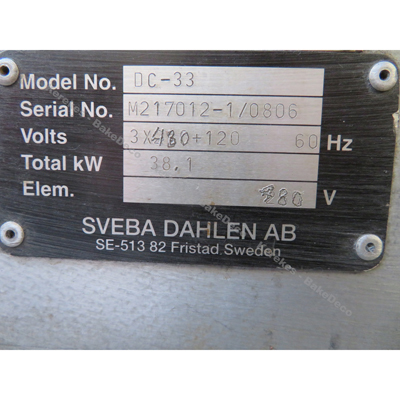 Model No. DC-33
Serial No. M217012-1/0806
Volts 3X480+120 60 Hz
Total kW 38,1
Elem. 480 V
SVEBA DAHLEN AB
SE-513 82 Fristad.Sweden